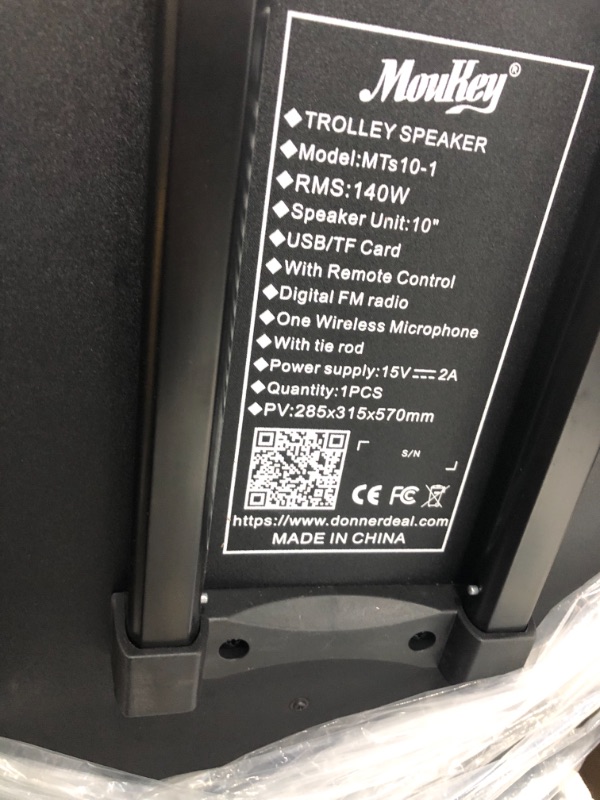 MouKey®
◆TROLLEY SPEAKER
◆Model:MTs10-1
◆RMS:140W
◆Speaker Unit:10"
◆USB/TF Card
◆With Remote Control
◆Digital FM radio
◆One Wireless Microphone
◆With tie rod
◆Power supply:15V⎓2A
◆Quantity:1PCS
◆PV:285x315x570mm
S/N
CE FC
https://www.donnerdeal.com
MADE IN CHINA